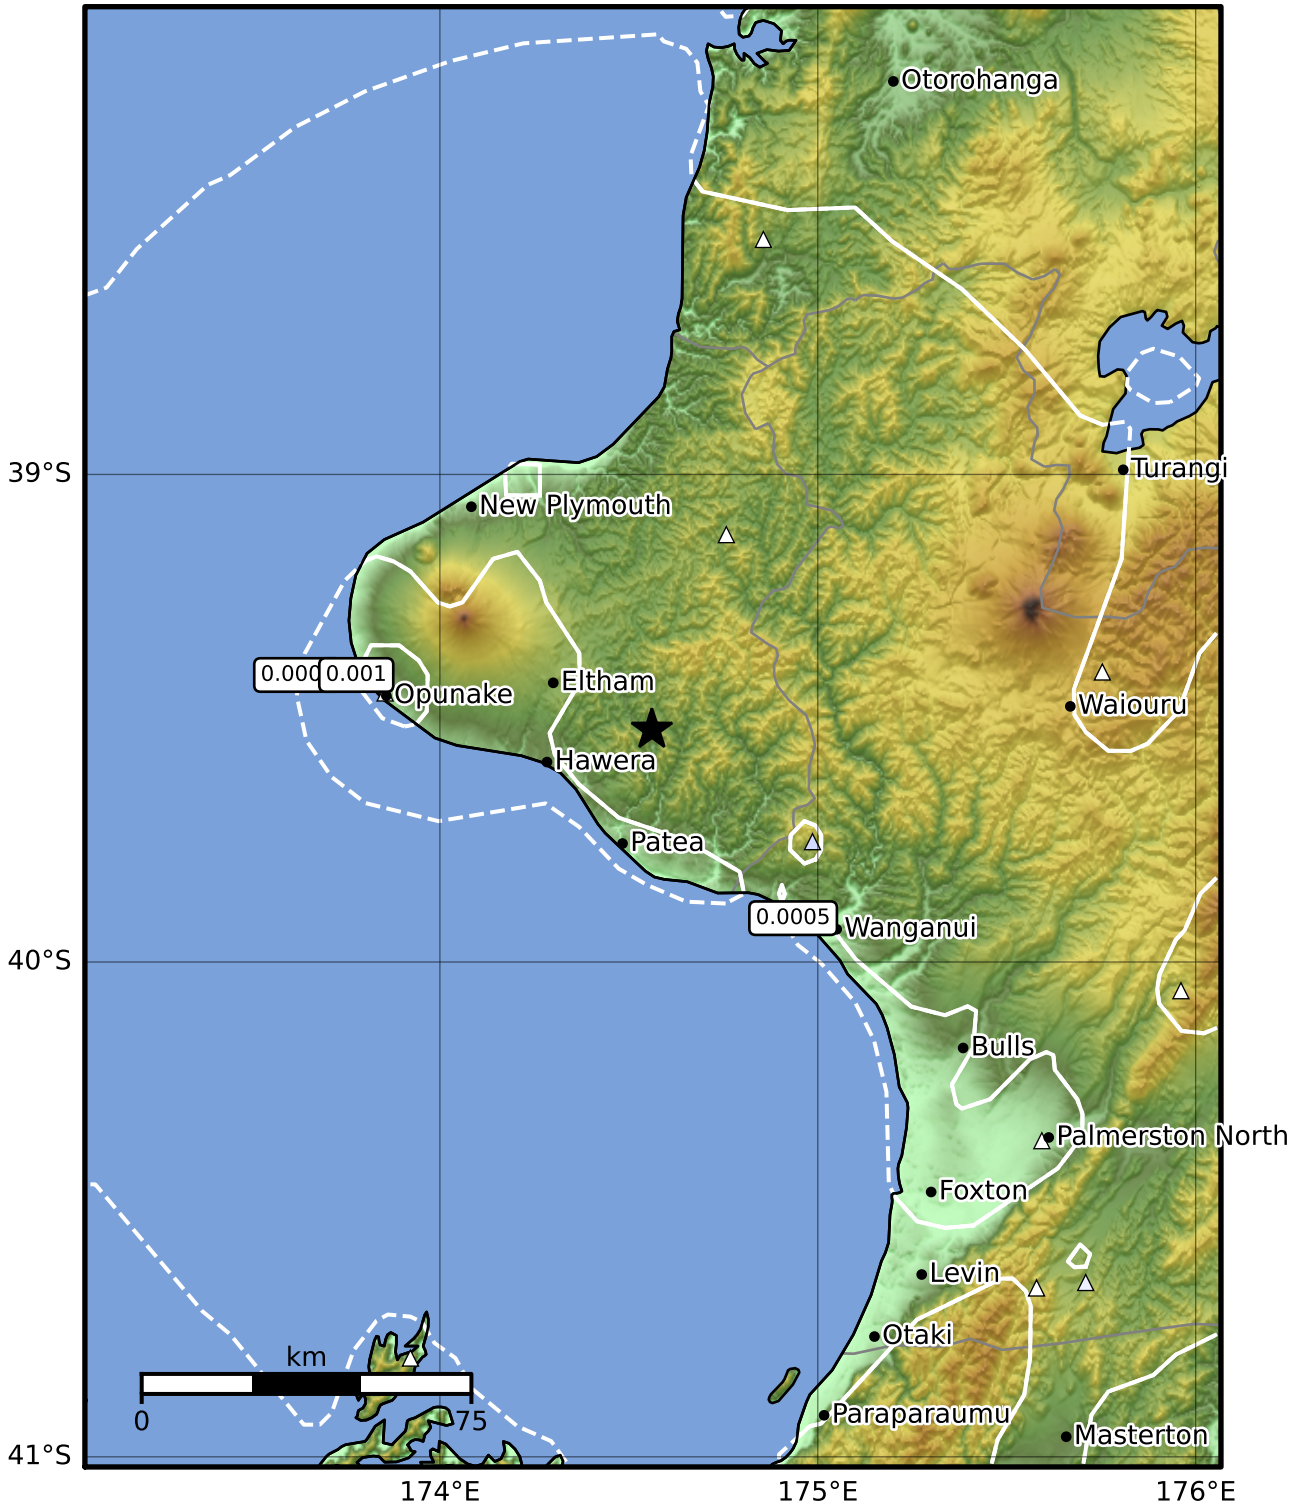 Otorohanga
Turangi
39°S
New Plymouth
0.000
0.001
Opunake
Eltham
Waiouru
Hawera
Patea
0.0005
Wanganui
40°S
Bulls
Palmerston North
Foxton
Levin
Otaki
km
0
75
Paraparaumu
Masterton
41°S
174°E
175°E
176°E